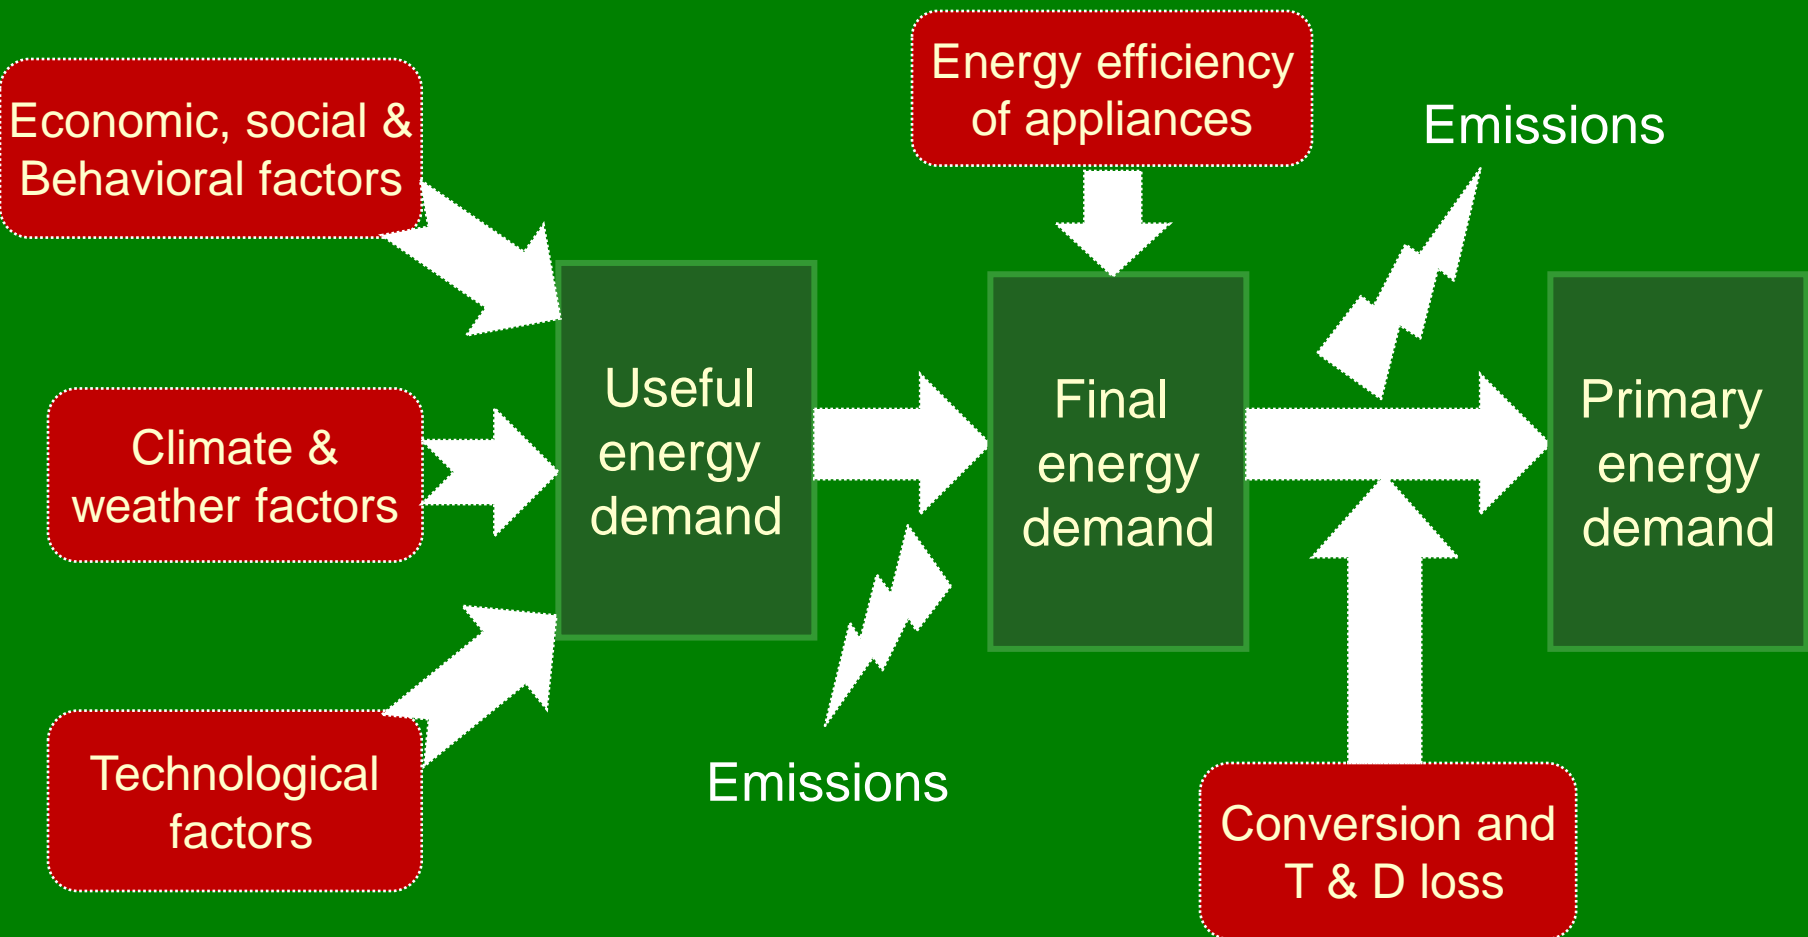 Economic, social &
Behavioral factors
Climate &
weather factors
Technological
factors
Useful
energy
demand
Emissions
Energy efficiency
of appliances
Final
energy
demand
Emissions
Conversion and
T & D loss
Primary
energy
demand